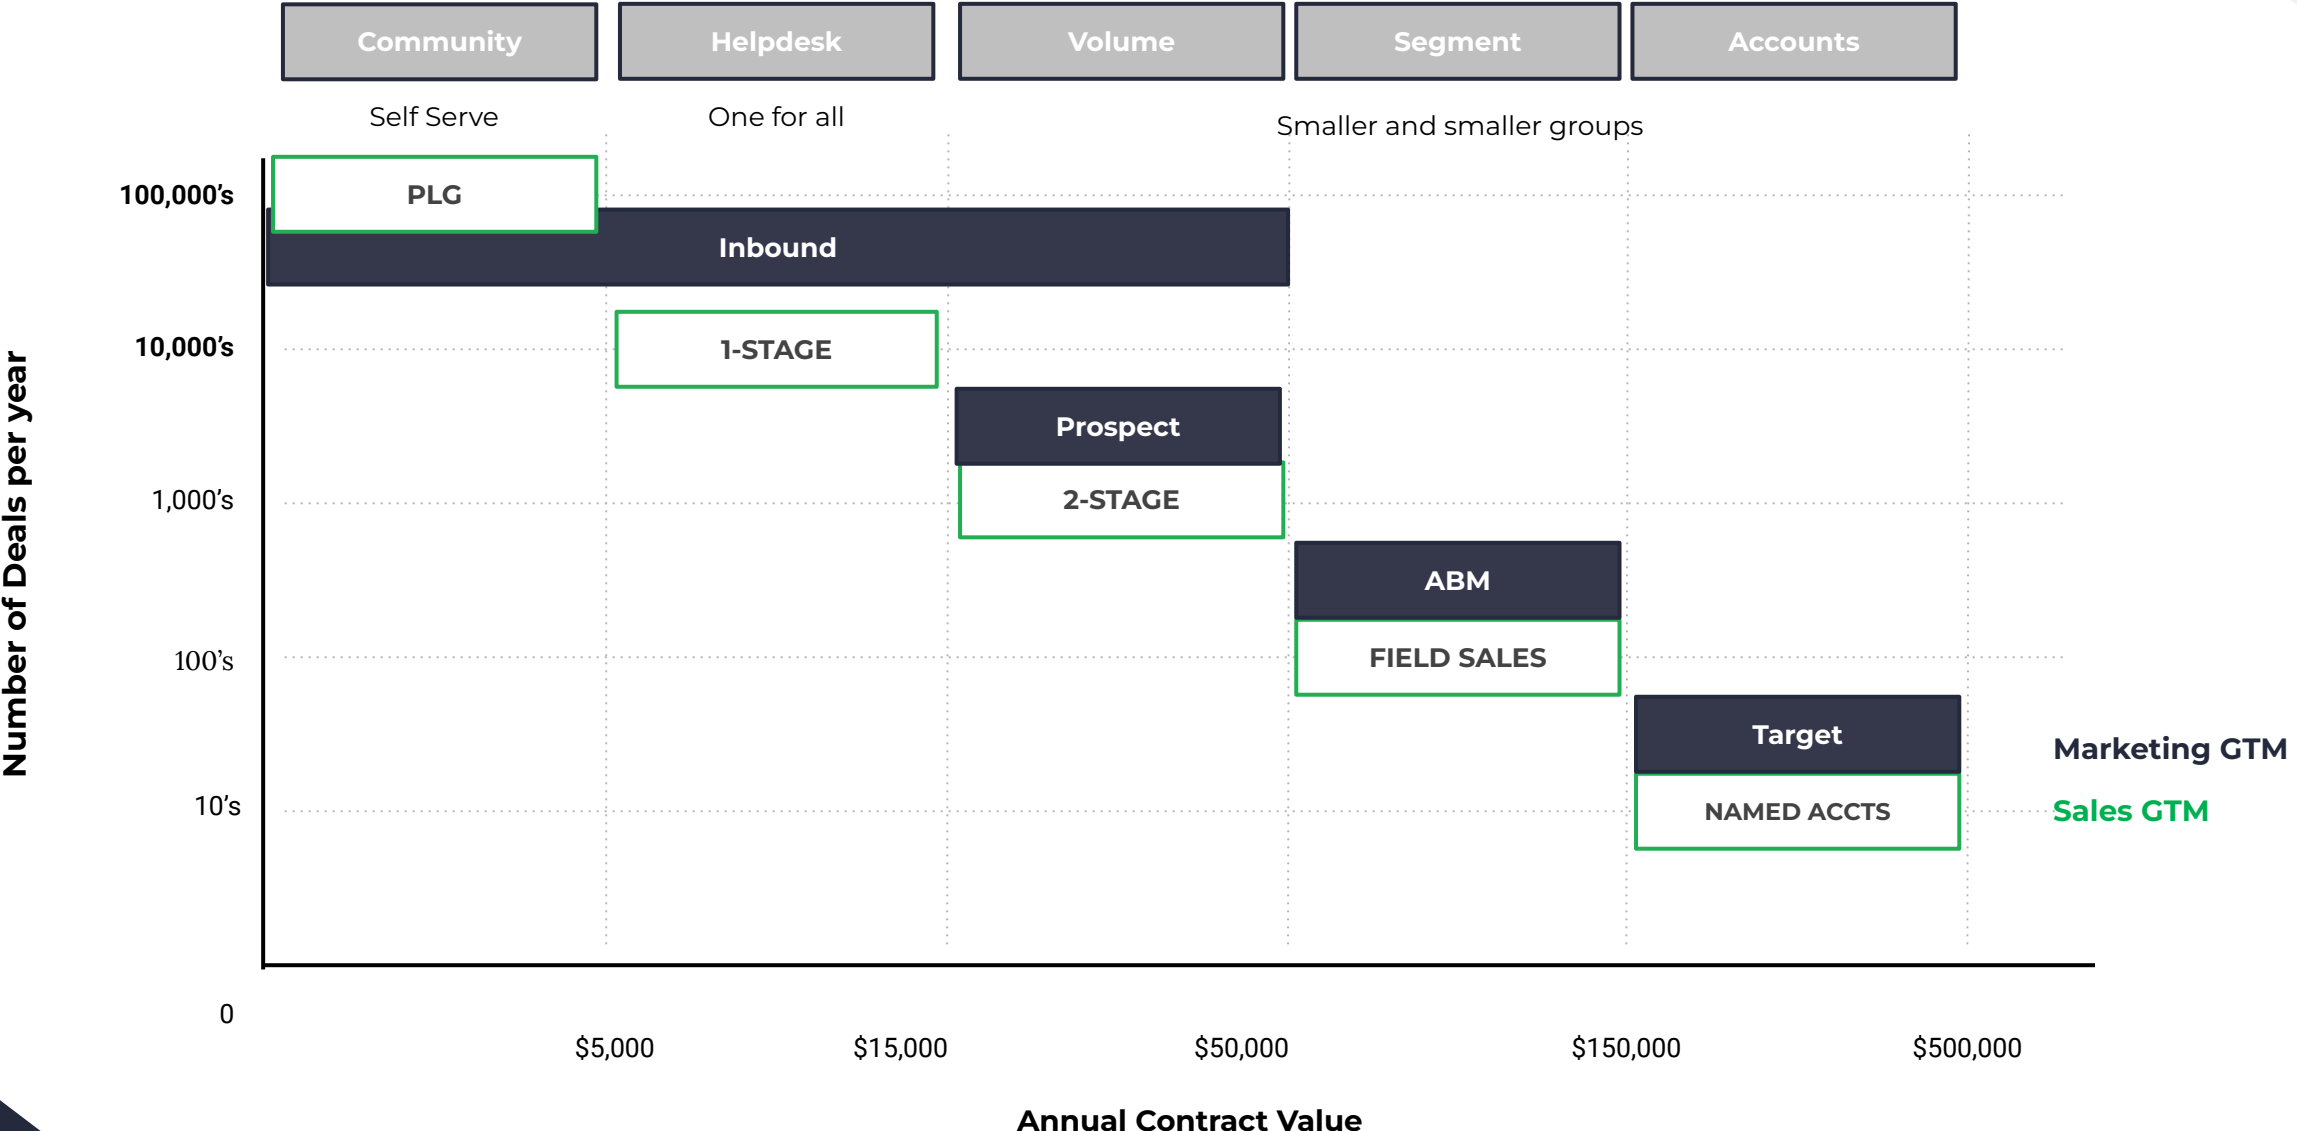 Community
Helpdesk
Volume
Segment
Accounts
Self Serve
One for all
Smaller and smaller groups
100,000’s
PLG
Inbound
10,000’s
1-STAGE
Prospect
1,000’s
2-STAGE
ABM
100’s
FIELD SALES
Target
Marketing GTM
10’s
NAMED ACCTS
Sales GTM
Number of Deals per year
0
$5,000
$15,000
$50,000
$150,000
$500,000
Annual Contract Value